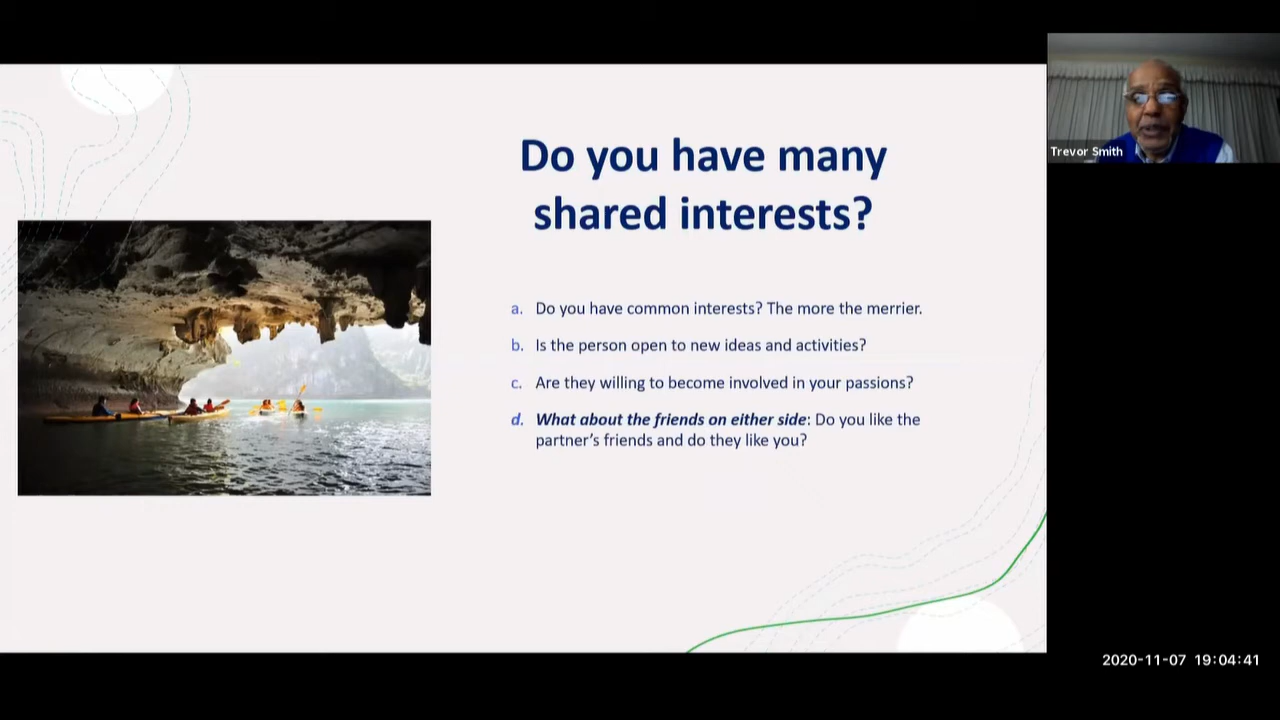 Do you have many
shared interests?
a. Do you have common interests? The more the merrier.
b. Is the person open to new ideas and activities?
c. Are they willing to become involved in your passions?
d. What about the friends on either side: Do you like the
partner’s friends and do they like you?
Trevor Smith
2020-11-07 19:04:41